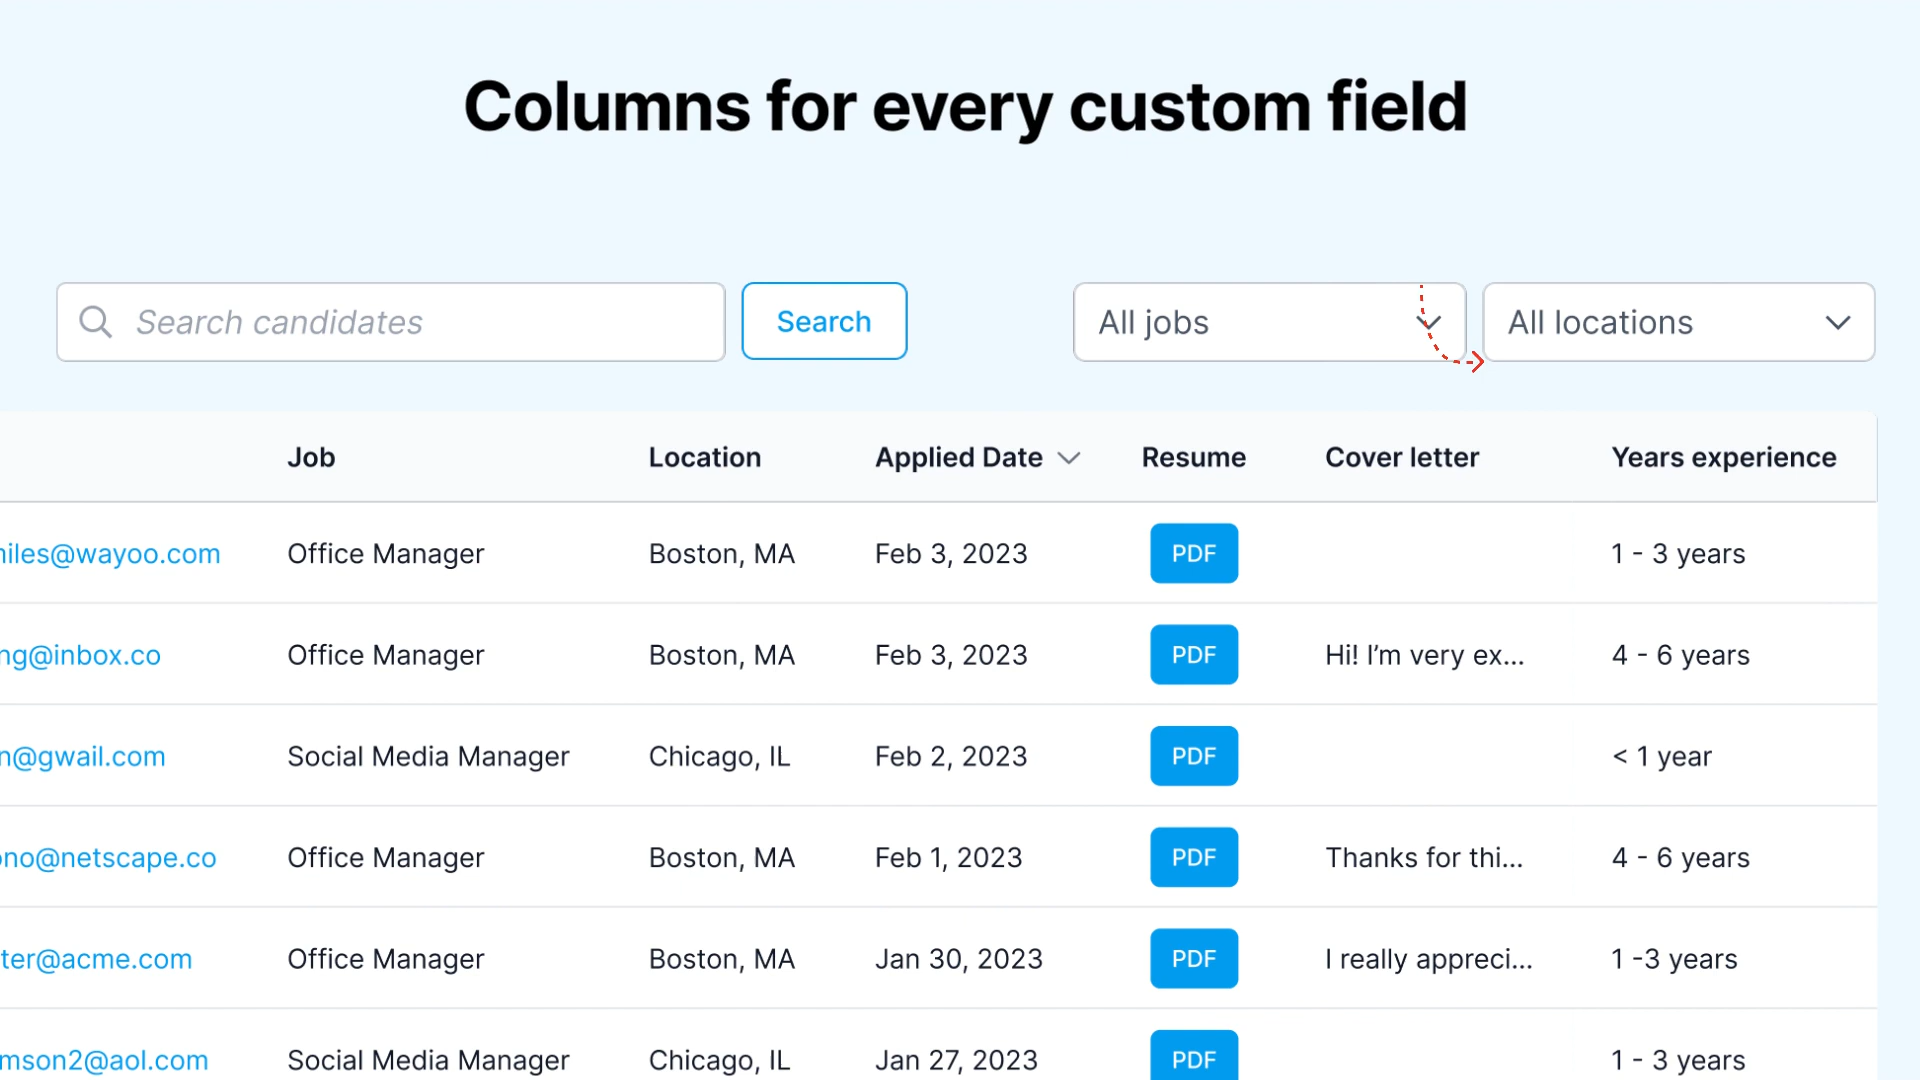 Columns for every custom field
Search candidates Search All jobs All locations
Job Location Applied Date Resume Cover letter Years experience
niles@wayoo.com Office Manager Boston, MA Feb 3, 2023 PDF 1 - 3 years
ng@inbox.co Office Manager Boston, MA Feb 3, 2023 PDF Hi! I’m very ex... 4 - 6 years
n@gwail.com Social Media Manager Chicago, IL Feb 2, 2023 PDF < 1 year
ono@netscape.co Office Manager Boston, MA Feb 1, 2023 PDF Thanks for thi... 4 - 6 years
ter@acme.com Office Manager Boston, MA Jan 30, 2023 PDF I really appreci... 1 -3 years
mson2@aol.com Social Media Manager Chicago, IL Jan 27, 2023 PDF 1 - 3 years